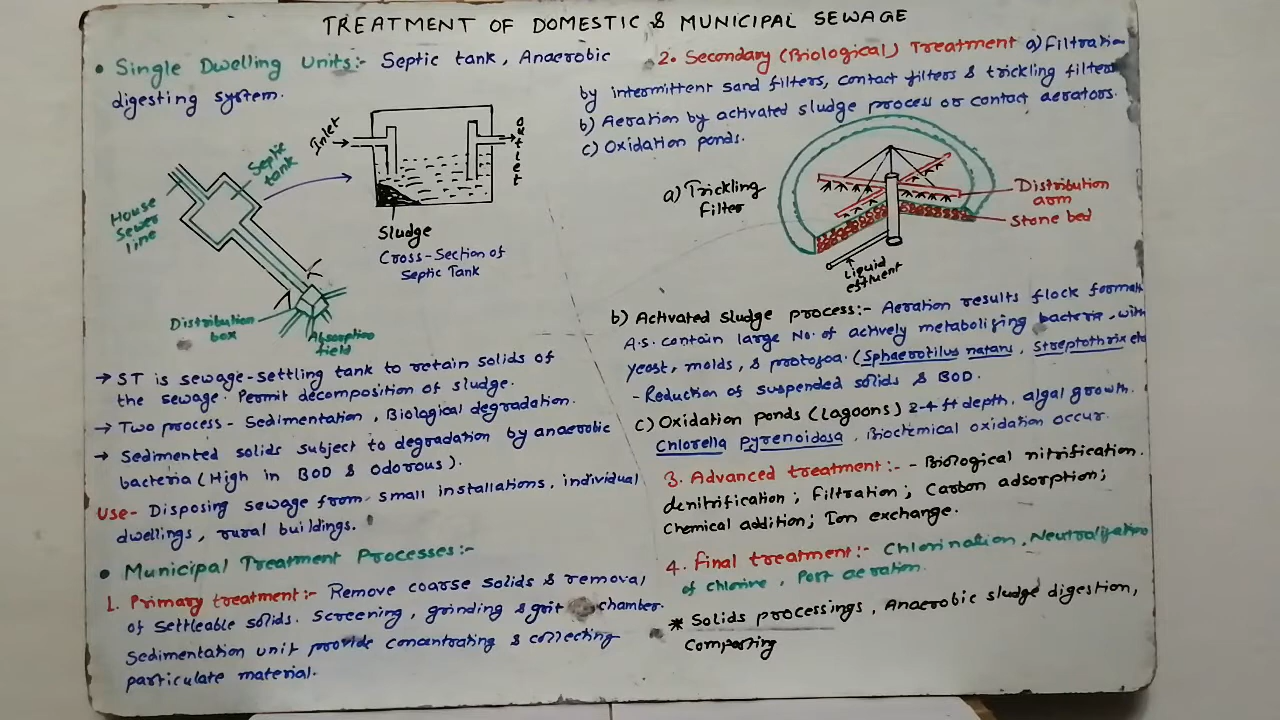 TREATMENT OF DOMESTIC & MUNICIPAL SEWAGE
• Single Dwelling Units:- Septic tank, Anaerobic
digesting system.
Inlet
outlet
Septic
tank
House
Sewer
line
Sludge
Cross-Section of
Septic Tank
Distribution
box
Absorption
field
→ ST is sewage-settling tank to retain solids of
the sewage. Permit decomposition of sludge.
→ Two process - Sedimentation, Biological degradation.
→ Sedimented solids subject to degradation by anaerobic
bacteria (High in BOD & odorous).
Use- Disposing sewage from small installations, individual
dwellings, rural buildings.
• Municipal Treatment Processes:-
1. Primary treatment:- Remove coarse solids & removal
of settleable solids. Screening, grinding & grit chamber.
Sedimentation unit provide concentrating & collecting
particulate material.
2. Secondary (Biological) Treatment a) Filtration
by intermittent sand filters, contact filters & trickling filters
b) Aeration by activated sludge process or contact aerators.
c) Oxidation ponds.
a) Trickling
Filter
Distribution
arm
Stone bed
Liquid
effluent
b) Activated sludge process:- Aeration results flock
A.S. contain large No. of actively metabolizing bacteria, with
yeast, molds, & protozoa. (Sphaerotilus natans, Streptothrix etc
- Reduction of suspended solids & BOD.
c) Oxidation ponds (Lagoons) 2-4 ft depth, algal growth.
Chlorella pyrenoidosa, Biochemical oxidation occur.
3. Advanced treatment:- - Biological nitrification.
denitrification; Filtration; Carbon adsorption;
Chemical addition; Ion exchange.
4. Final treatment:- Chlorination, Neutralization
of chlorine, Post aeration.
* Solids processings, Anaerobic sludge digestion,
Composting